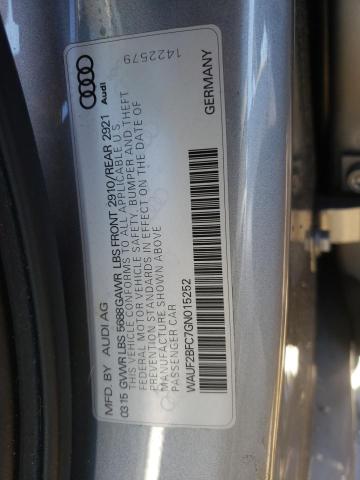 MFD. BY AUDI AG
0315 GVWR LBS 5688 GAWR LBS FRONT 2910/REAR 2921
THIS VEHICLE CONFORMS TO ALL APPLICABLE U S
FEDERAL MOTOR VEHICLE SAFETY, BUMPER AND THEFT
PREVENTION STANDARDS IN EFFECT ON THE DATE OF
MANUFACTURE SHOWN ABOVE
PASSENGER CAR
WAUF2BFC7GN015252
GERMANY
Audi
1422579